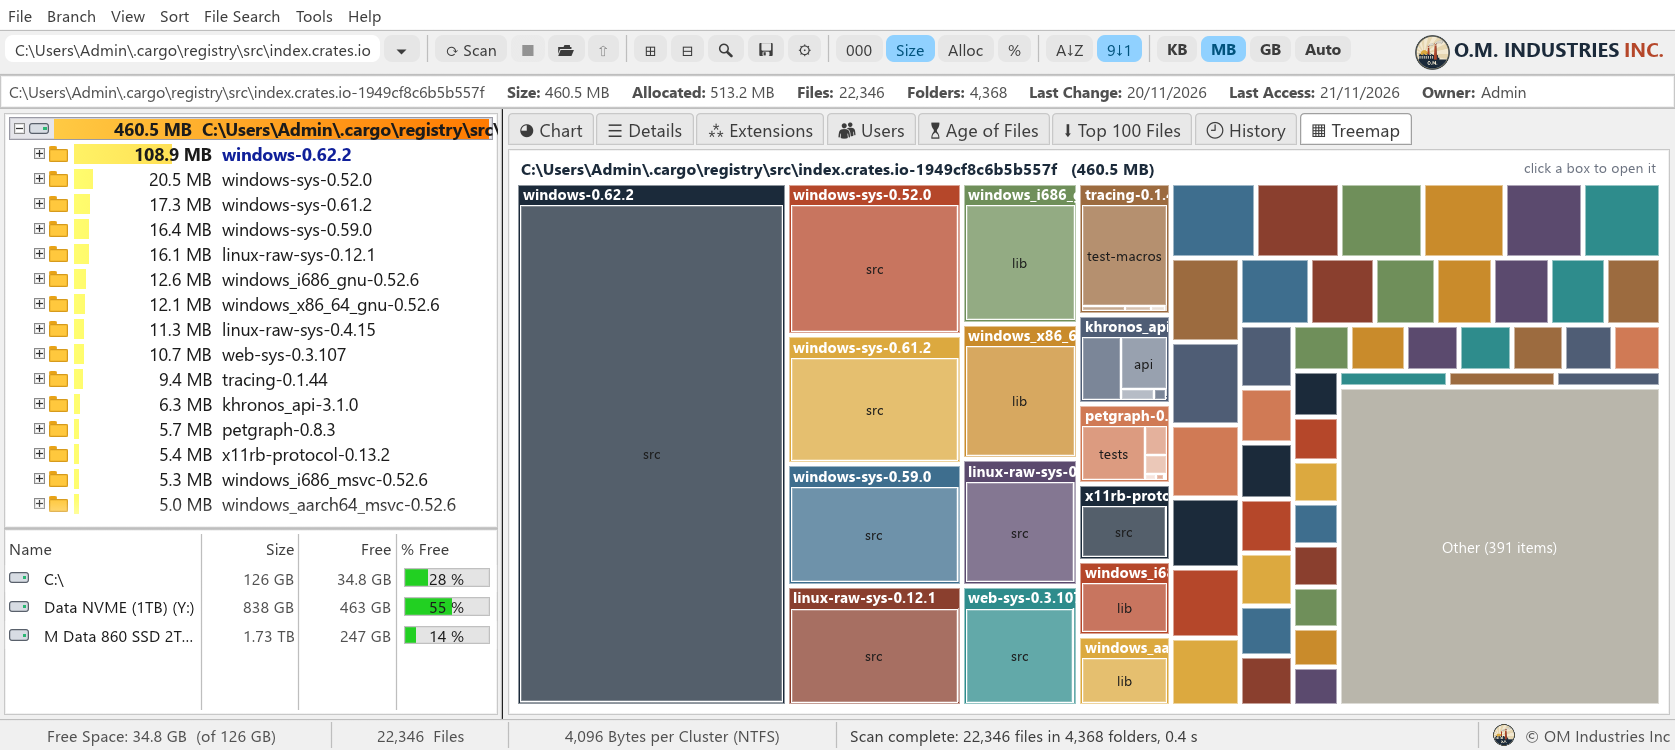 File Branch View Sort File Search Tools Help
C:\Users\Admin\.cargo\registry\src\index.crates.io Scan 000 Size Alloc % A↓Z 9↓1 KB MB GB Auto O.M. INDUSTRIES INC.
C:\Users\Admin\.cargo\registry\src\index.crates.io-1949cf8c6b5b557f Size: 460.5 MB Allocated: 513.2 MB Files: 22,346 Folders: 4,368 Last Change: 20/11/2026 Last Access: 21/11/2026 Owner: Admin
460.5 MB C:\Users\Admin\.cargo\registry\src\
108.9 MB windows-0.62.2
20.5 MB windows-sys-0.52.0
17.3 MB windows-sys-0.61.2
16.4 MB windows-sys-0.59.0
16.1 MB linux-raw-sys-0.12.1
12.6 MB windows_i686_gnu-0.52.6
12.1 MB windows_x86_64_gnu-0.52.6
11.3 MB linux-raw-sys-0.4.15
10.7 MB web-sys-0.3.107
9.4 MB tracing-0.1.44
6.3 MB khronos_api-3.1.0
5.7 MB petgraph-0.8.3
5.4 MB x11rb-protocol-0.13.2
5.3 MB windows_i686_msvc-0.52.6
5.0 MB windows_aarch64_msvc-0.52.6
Name Size Free % Free
C:\ 126 GB 34.8 GB 28 %
Data NVME (1TB) (Y:) 838 GB 463 GB 55 %
M Data 860 SSD 2T... 1.73 TB 247 GB 14 %
Chart Details Extensions Users Age of Files Top 100 Files History Treemap
C:\Users\Admin\.cargo\registry\src\index.crates.io-1949cf8c6b5b557f (460.5 MB) click a box to open it
windows-0.62.2
src
windows-sys-0.52.0
src
windows-sys-0.61.2
src
windows-sys-0.59.0
src
linux-raw-sys-0.12.1
src
windows_i686_
lib
windows_x86_6
lib
linux-raw-sys-0
src
web-sys-0.3.107
src
tracing-0.1.4
test-macros
khronos_api
api
petgraph-0.
tests
x11rb-proto
src
windows_i6
lib
windows_aa
lib
Other (391 items)
Free Space: 34.8 GB (of 126 GB) 22,346 Files 4,096 Bytes per Cluster (NTFS) Scan complete: 22,346 files in 4,368 folders, 0.4 s © OM Industries Inc